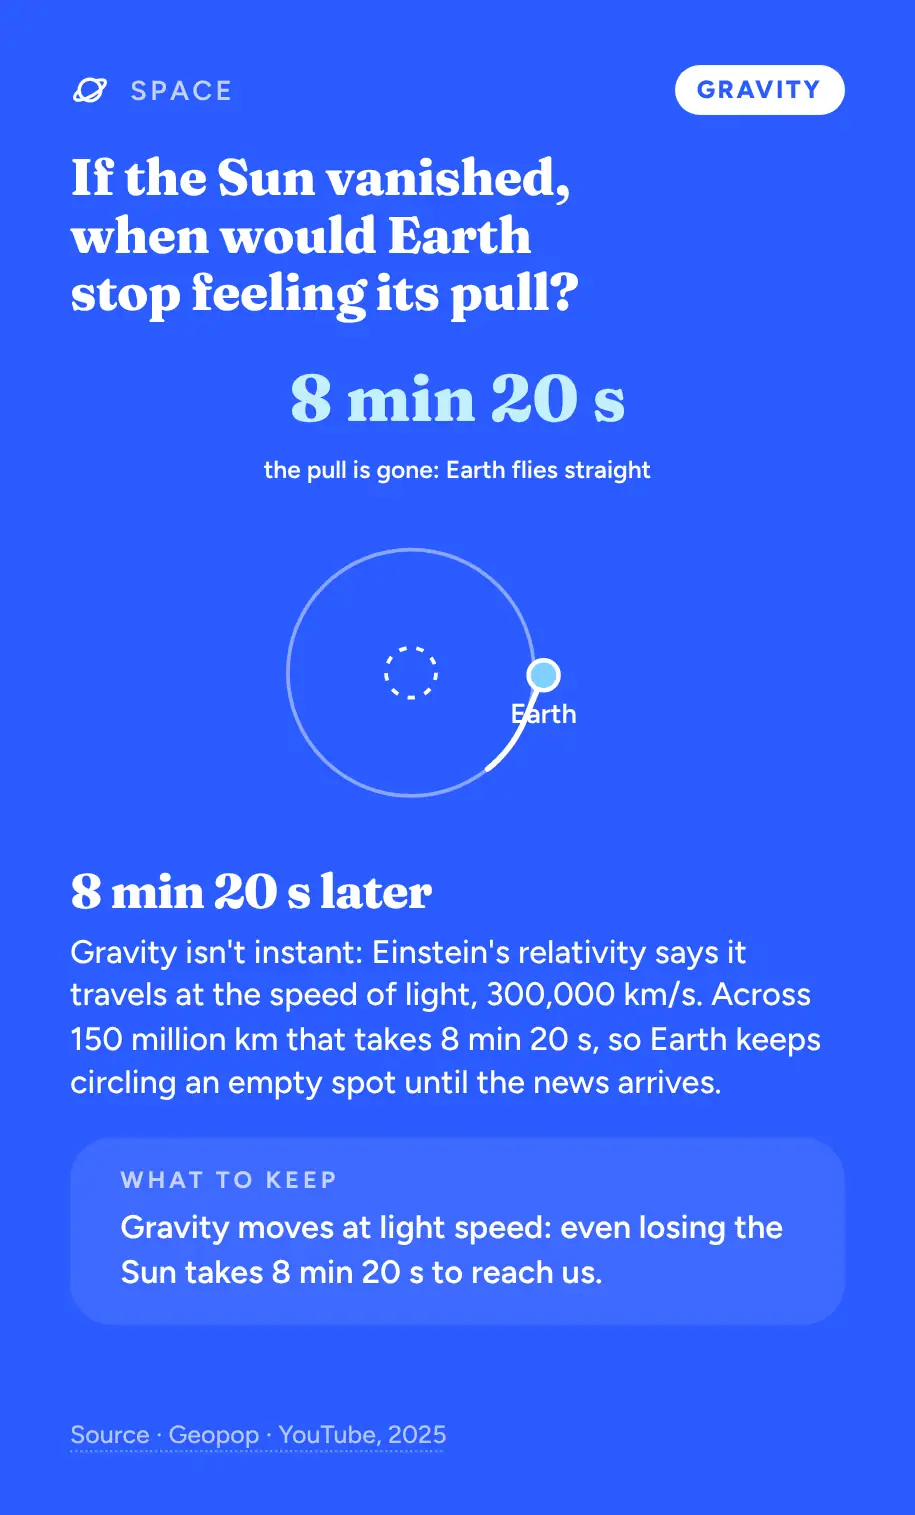 SPACE
GRAVITY
If the Sun vanished,
when would Earth
stop feeling its pull?
8 min 20 s
the pull is gone: Earth flies straight
Earth
8 min 20 s later
Gravity isn't instant: Einstein's relativity says it
travels at the speed of light, 300,000 km/s. Across
150 million km that takes 8 min 20 s, so Earth keeps
circling an empty spot until the news arrives.
WHAT TO KEEP
Gravity moves at light speed: even losing the
Sun takes 8 min 20 s to reach us.
Source · Geopop · YouTube, 2025